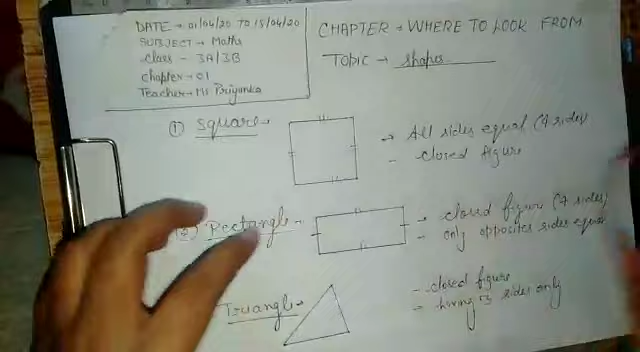 DATE → 01/04/20 TO 15/04/20
SUBJECT → Maths
class - 3A/3B
chapter → 01
Teacher → MS Priyanka
CHAPTER → WHERE TO LOOK FROM
TOPIC → shapes
① Square →
→ All sides equal (4 sides)
- closed figure
② Rectangle -
→ closed figure (4 sides)
- only opposites sides equal
Triangle →
- closed figure
→ having 3 sides only